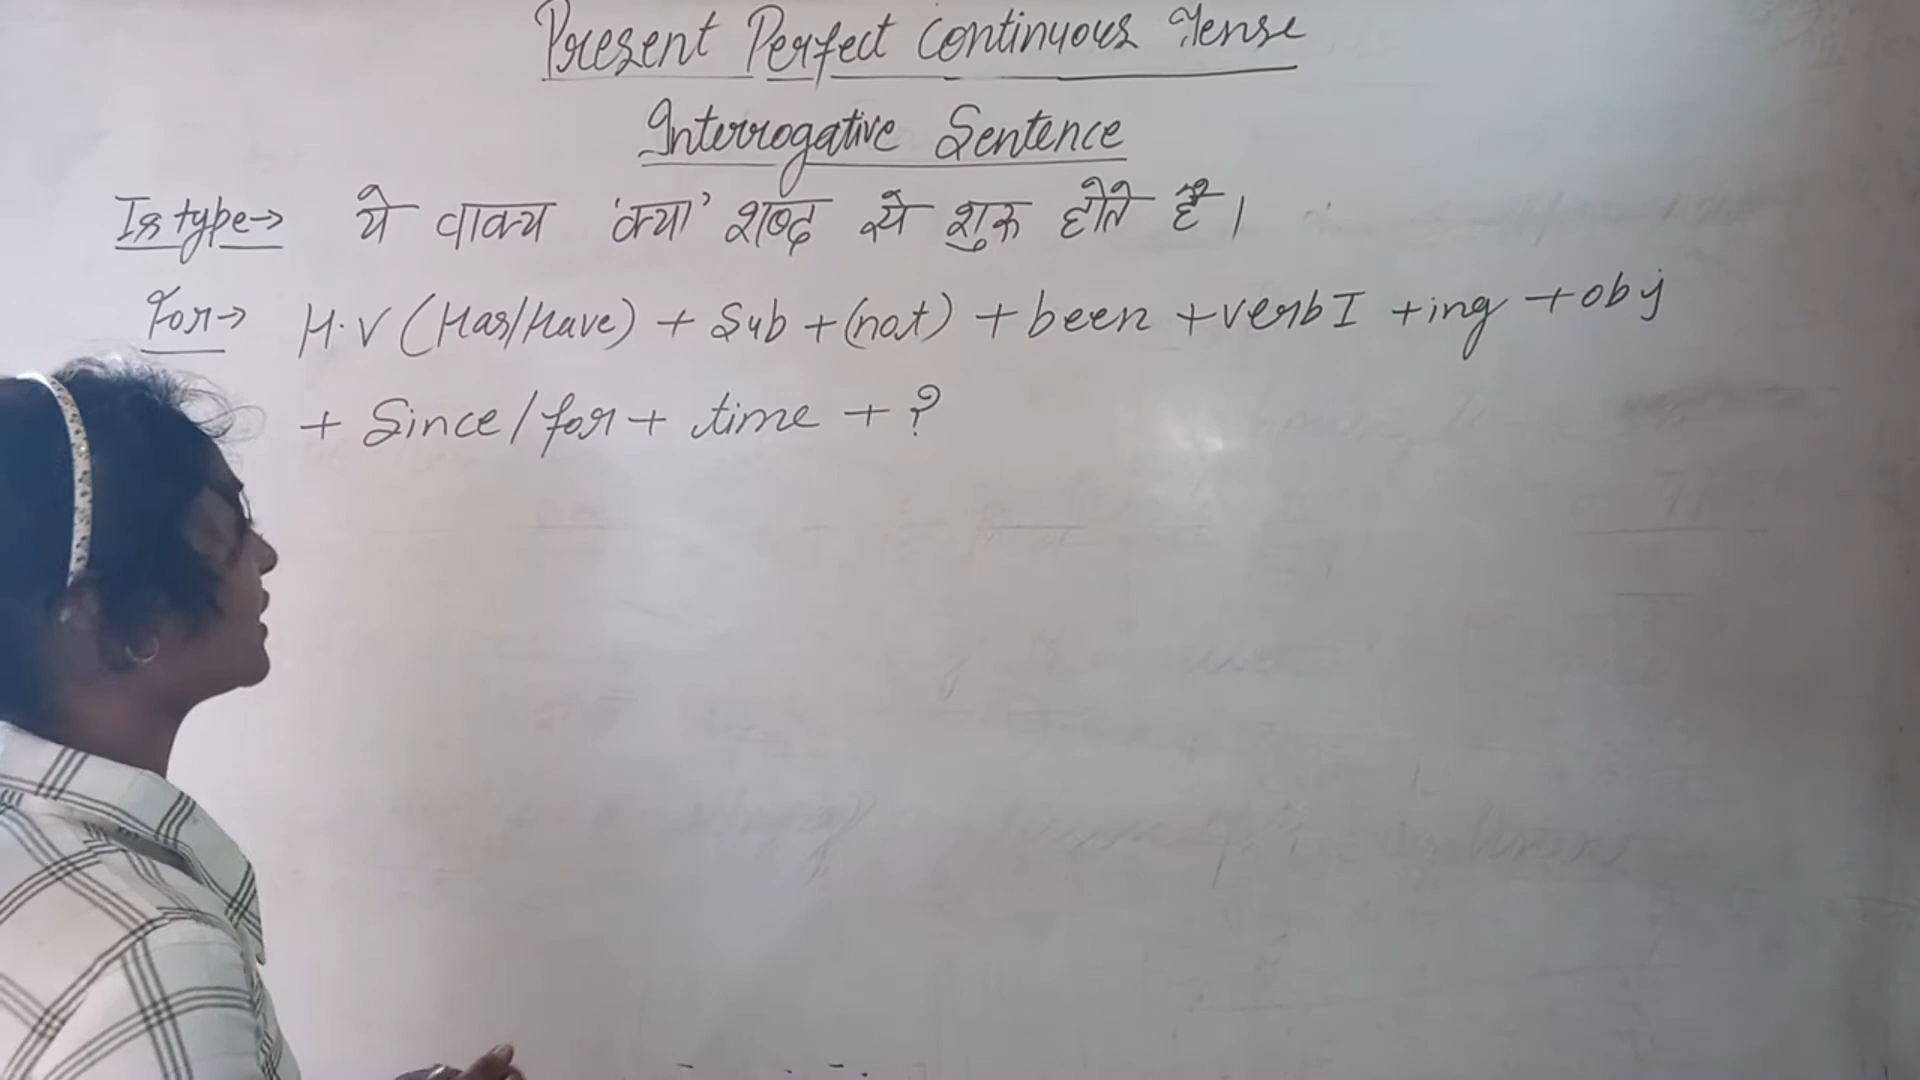 Present Perfect Continuous Tense
Interrogative Sentence
Is type→ ये वाक्य 'क्या' शब्द से शुरू होते हैं।
For→ H.V (Has/Have) + Sub + (not) + been + verb I + ing + obj
+ Since/for + time + ?